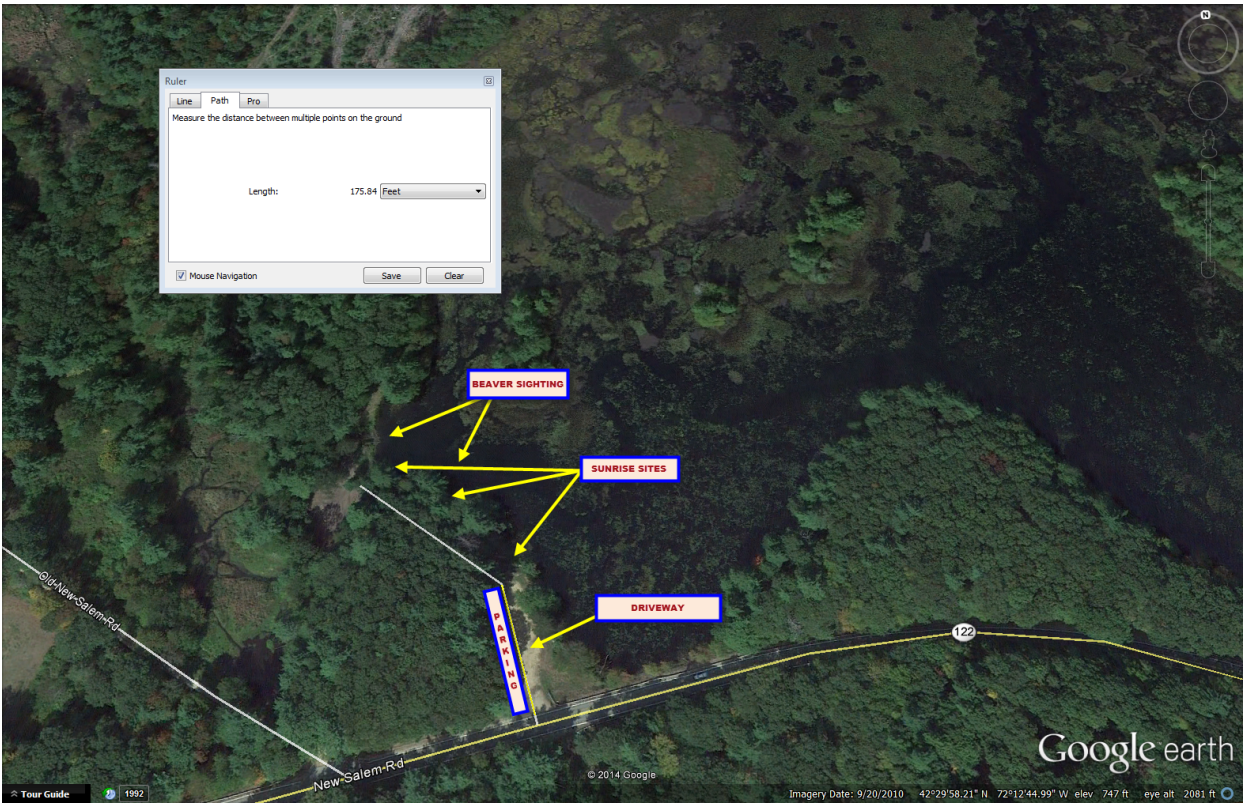 N
Ruler
Line Path Pro
Measure the distance between multiple points on the ground
Length: 175.84 Feet
Mouse Navigation Save Clear
BEAVER SIGHTING
SUNRISE SITES
DRIVEWAY
PARKING
Old-New-Salem-Rd
122
New Salem Rd
Google earth
© 2014 Google
Tour Guide 1992 Imagery Date: 9/20/2010 42°29'58.21" N 72°12'44.99" W elev 747 ft eye alt 2081 ft